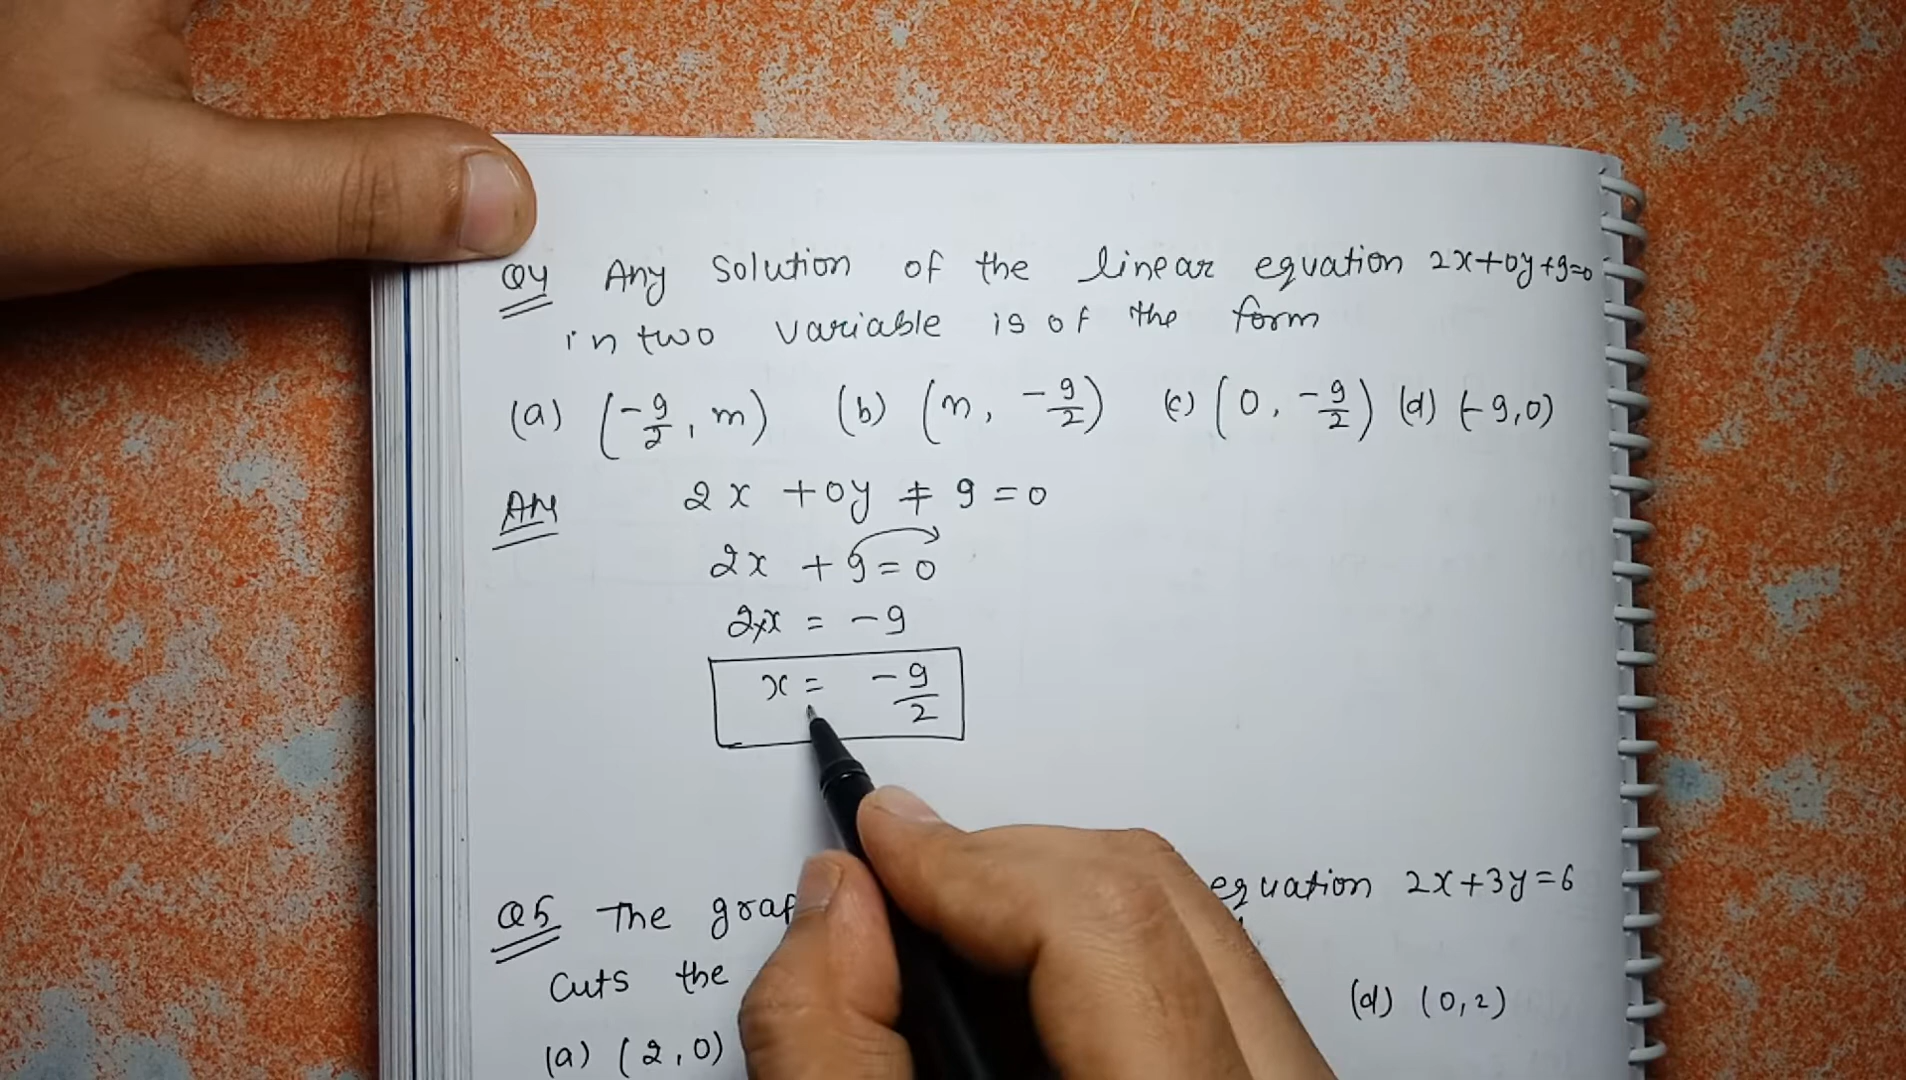 Q4 Any solution of the linear equation 2x+0y+9=0
in two variable is of the form
(a) (-9/2, m) (b) (n, -9/2) (c) (0, -9/2) (d) (-9,0)
Ans 2x +0y + 9 = 0
2x + 9 = 0
2x = -9
x = -9/2
Q5 The equation 2x+3y=6
Cuts the
(d) (0,2)
(a) (2,0)